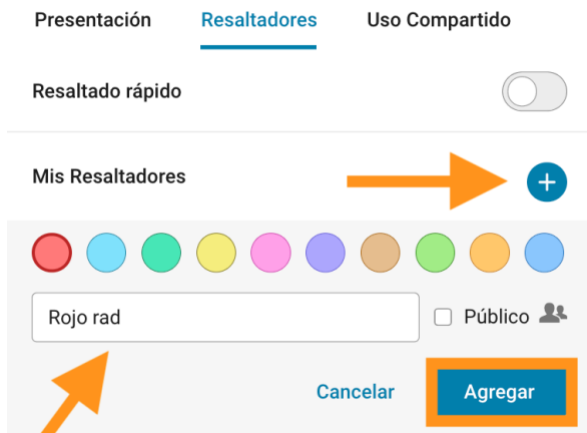 Presentación Resaltadores Uso Compartido
Resaltado rápido
Mis Resaltadores
Rojo rad Público
Cancelar Agregar